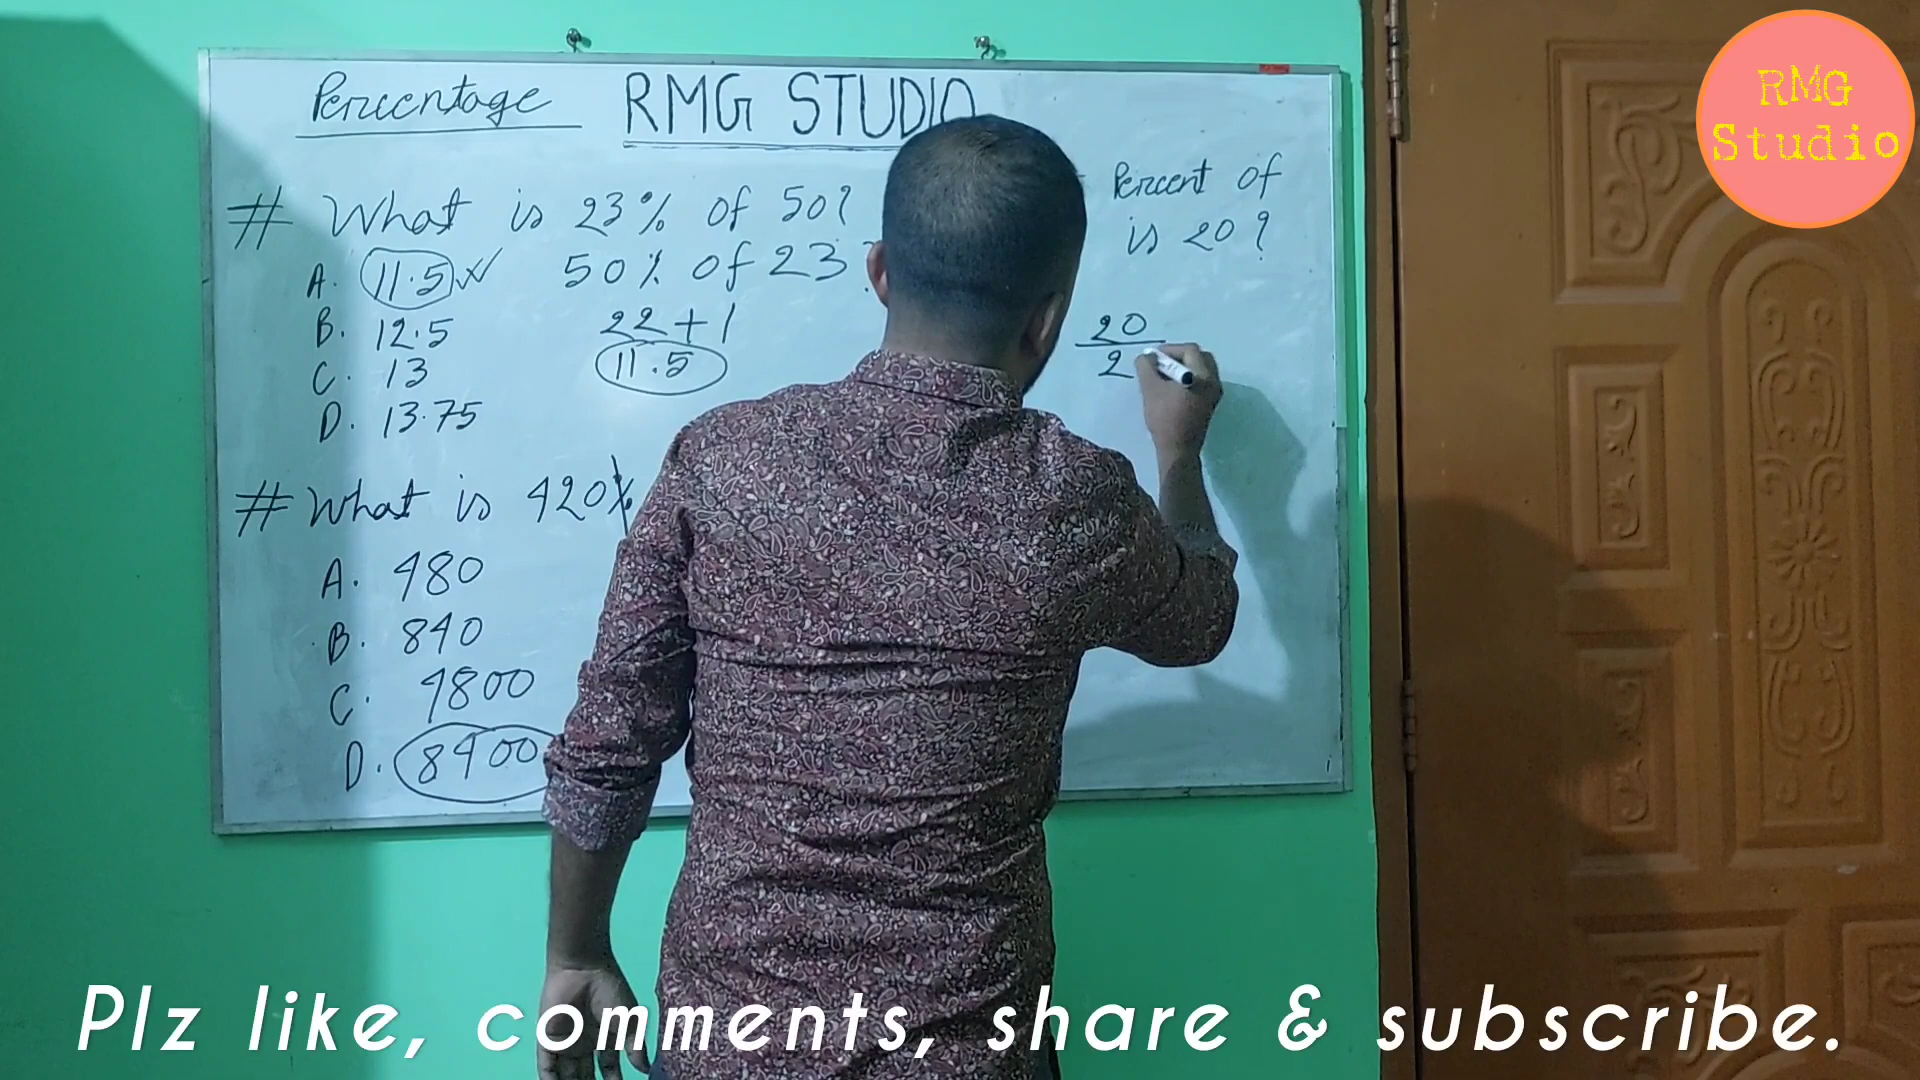 Percentage
RMG STUDIO
# What is 23% of 50?
50% of 23?
A. 11.5
B. 12.5
C. 13
D. 13.75
22+1
11.5
# What is 420%
A. 480
B. 840
C. 4800
D. 8400
Percent of
is 20?
20
2
RMG
Studio
Plz like, comments, share & subscribe.